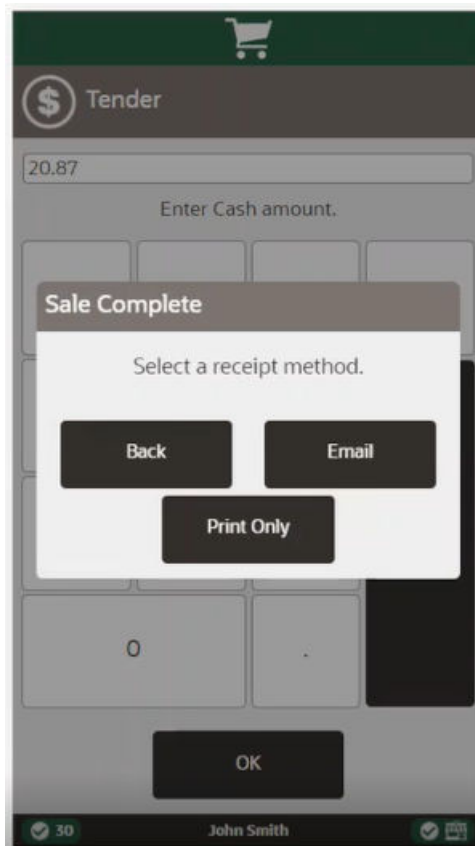 Tender
20.87
Enter Cash amount.
Sale Complete
Select a receipt method.
Back Email
Print Only
0 .
OK
30 John Smith